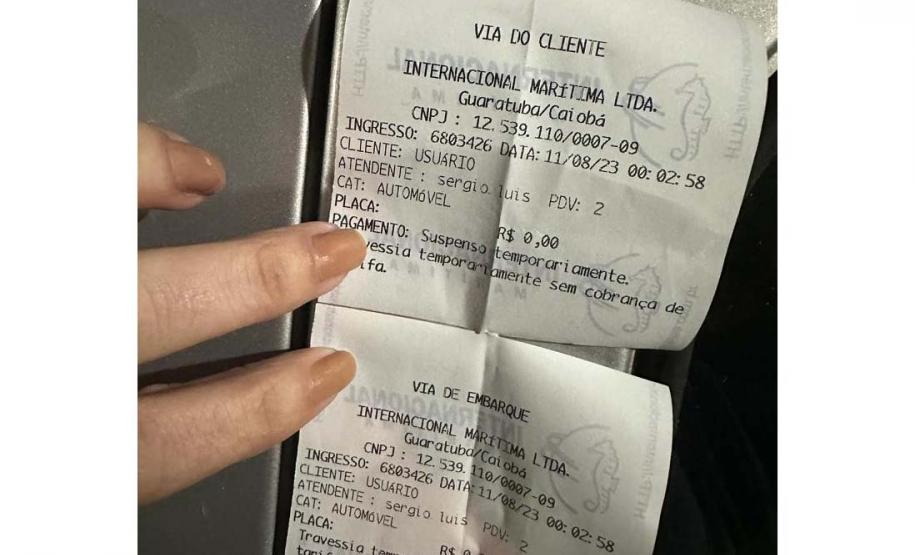 VIA DO CLIENTE
INTERNACIONAL MARíTIMA LTDA.
Guaratuba/Caiobá
CNPJ : 12.539.110/0007-09
INGRESSO: 6803426 DATA: 11/08/23 00:02:58
CLIENTE: USUÁRIO
ATENDENTE : sergio luis PDV: 2
CAT: AUTOMóVEL
PLACA:
R$ 0,00
PAGAMENTO: Suspenso temporariamente.
vessia temporariamente sem cobrança de
ifa.
VIA DE EMBARQUE
INTERNACIONAL MARíTIMA LTDA.
Guaratuba/Caiobá
CNPJ : 12.539.110/0007-09
INGRESSO: 6803426 DATA: 11/08/23 00:02:58
CLIENTE: USUÁRIO
ATENDENTE : sergio luis PDV: 2
CAT: AUTOMóVEL
PLACA:
R$
Travessia